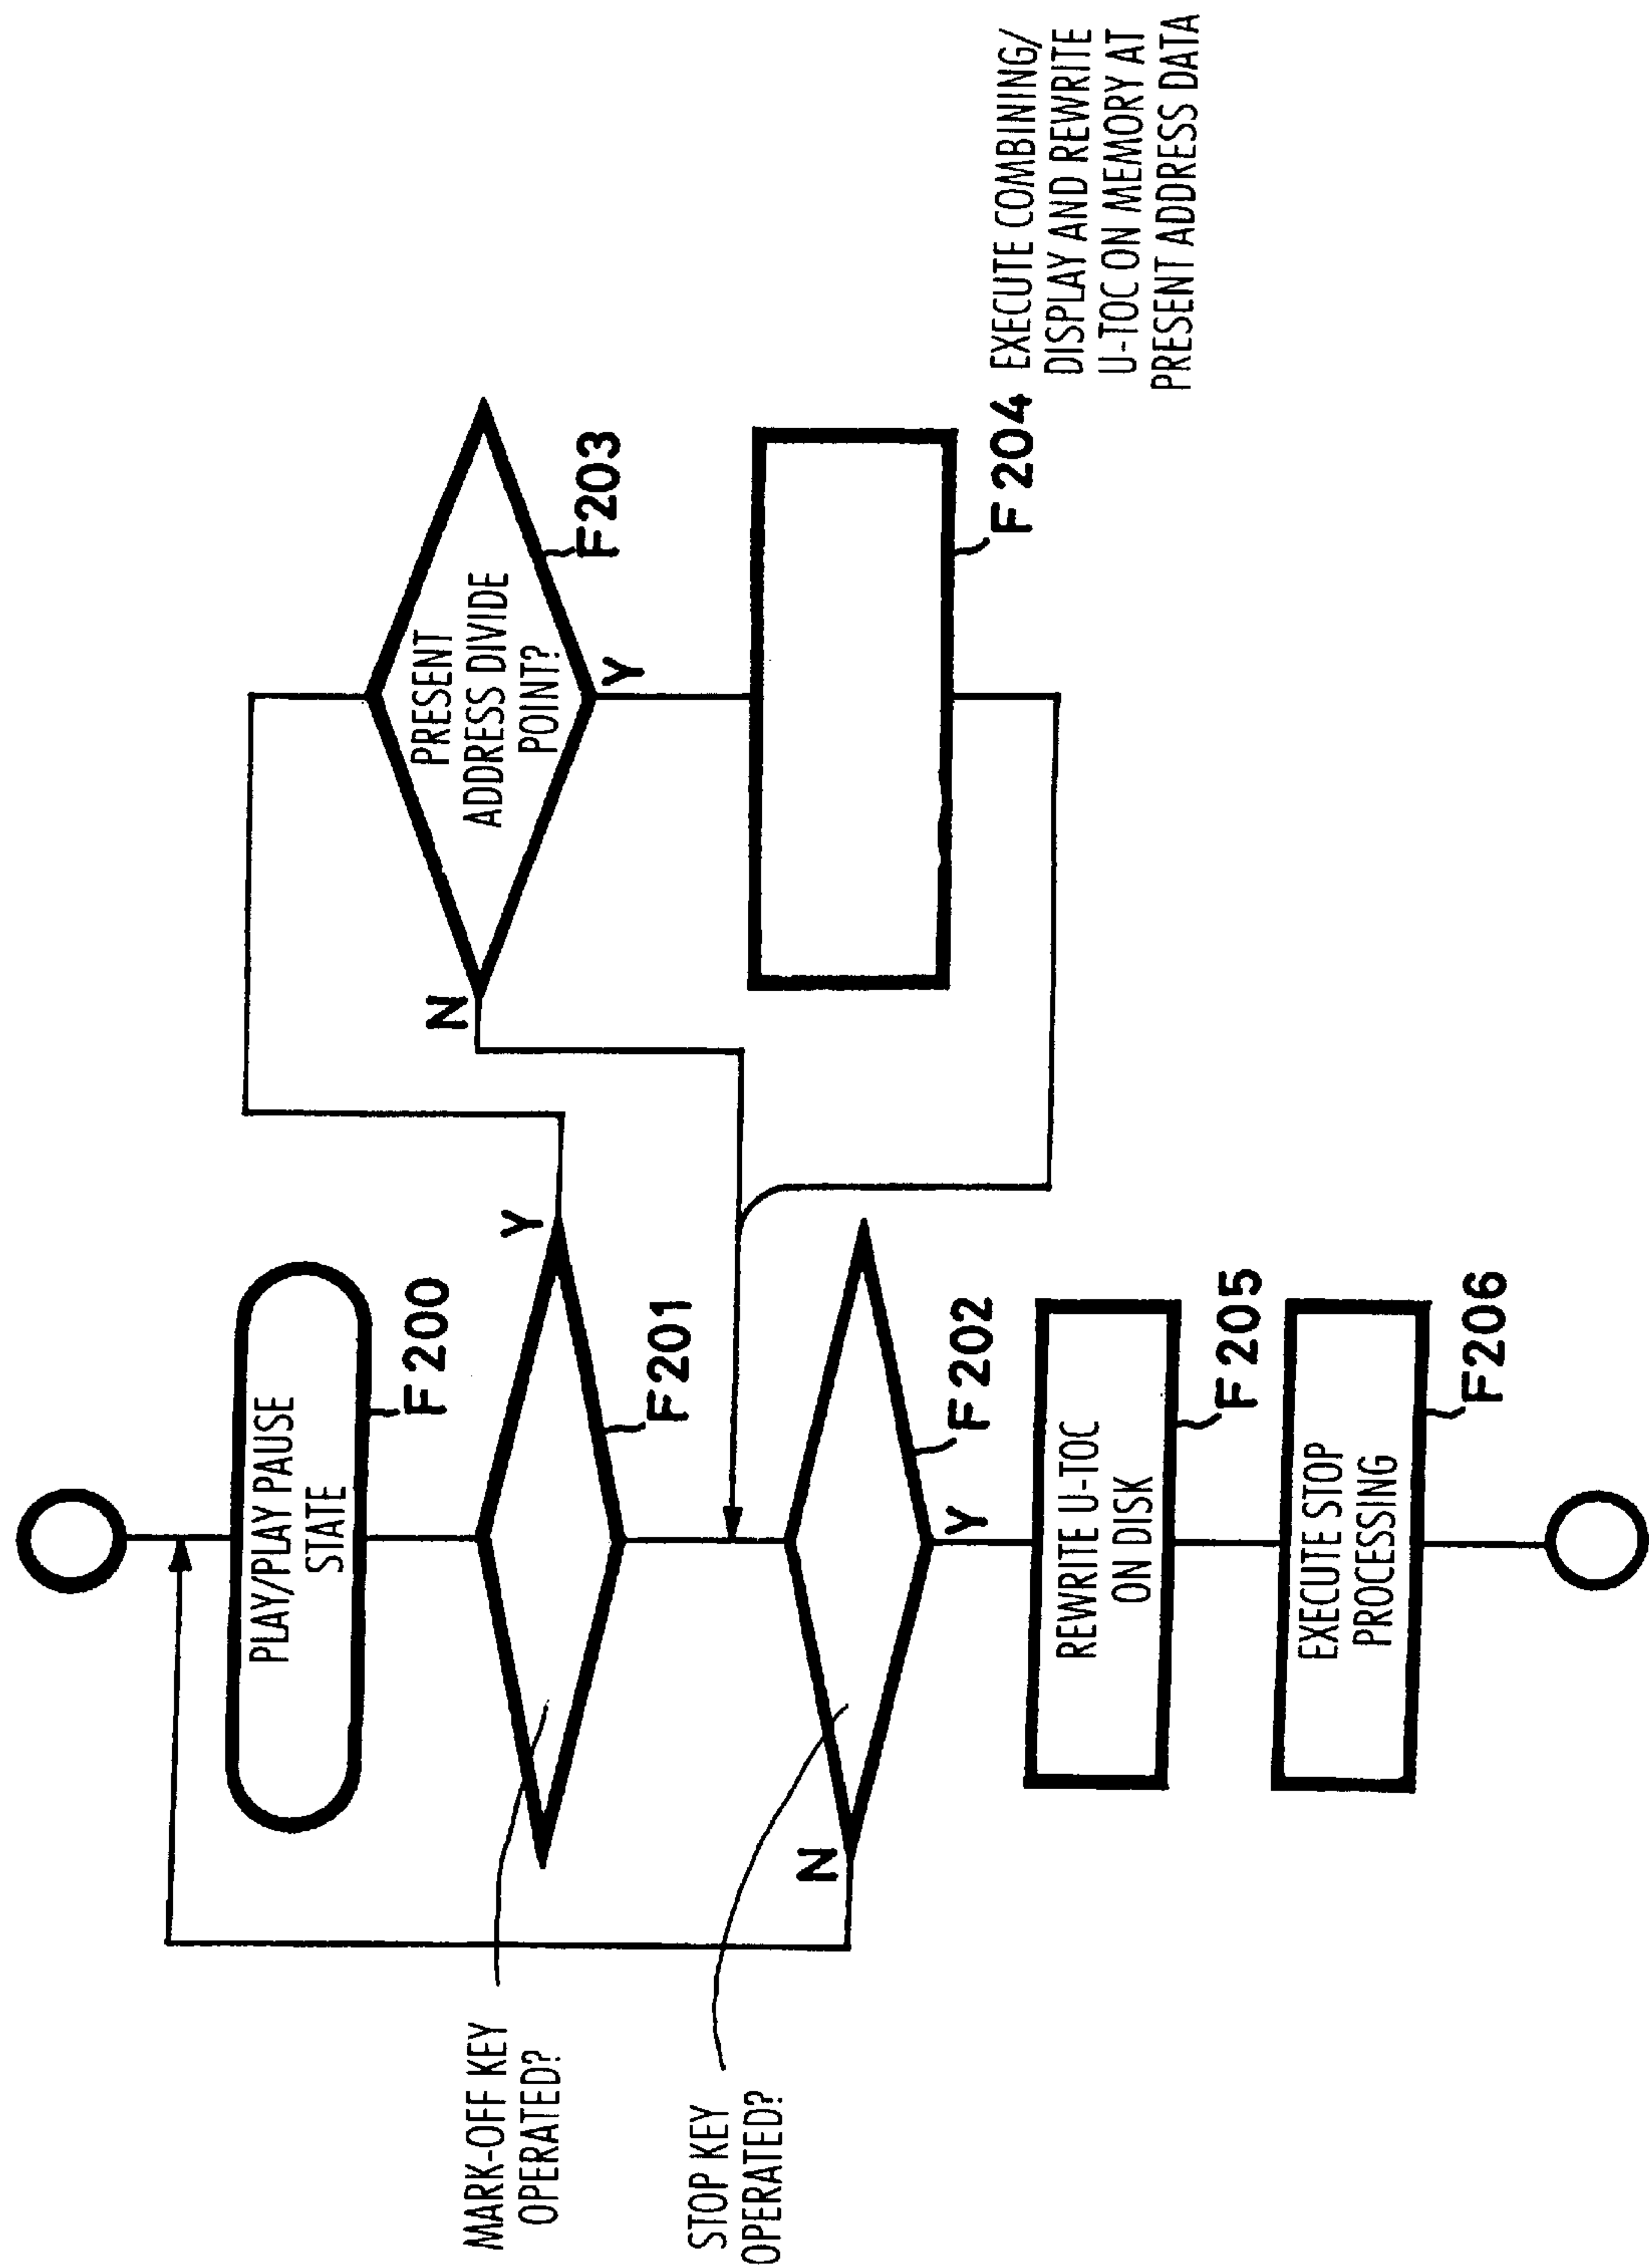 PLAY/PLAY PAUSE
STATE
F200
MARK-OFF KEY
OPERATED?
Y
F201
PRESENT
ADDRESS DIVIDE
POINT?
N
Y
F203
F204
EXECUTE COMBINING/
DISPLAY AND REWRITE
U-TOC ON MEMORY AT
PRESENT ADDRESS DATA
STOP KEY
OPERATED?
N
Y
F202
REWRITE U-TOC
ON DISK
F205
EXECUTE STOP
PROCESSING
F206